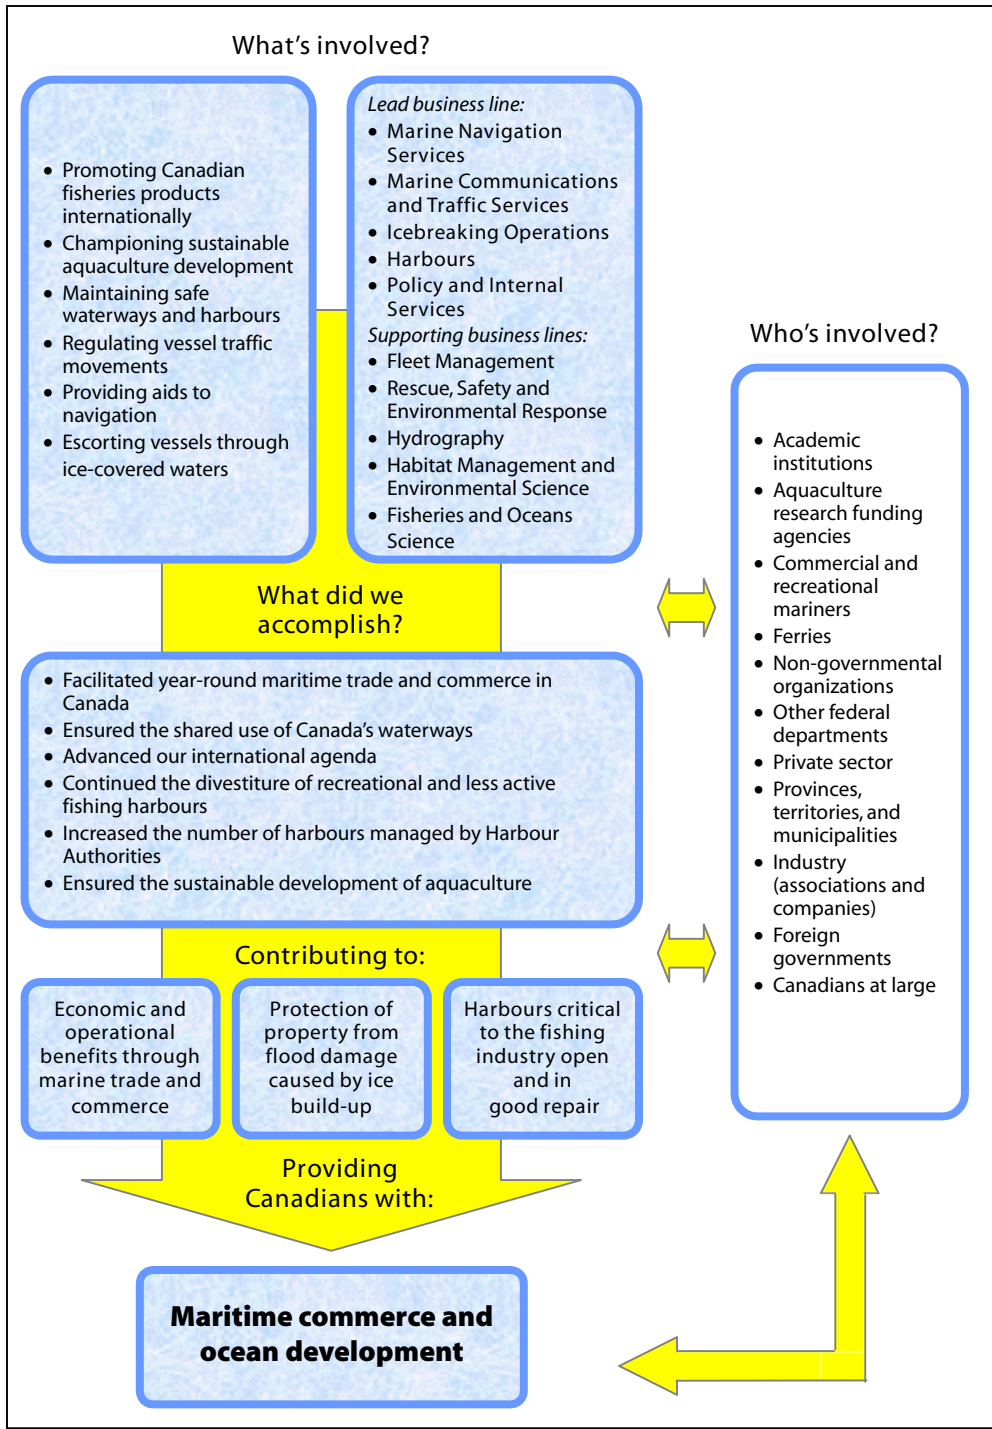 What's involved?
• Promoting Canadian
fisheries products
internationally
• Championing sustainable
aquaculture development
• Maintaining safe
waterways and harbours
• Regulating vessel traffic
movements
• Providing aids to
navigation
• Escorting vessels through
ice-covered waters
Lead business line:
• Marine Navigation
Services
• Marine Communications
and Traffic Services
• Icebreaking Operations
• Harbours
• Policy and Internal
Services
Supporting business lines:
• Fleet Management
• Rescue, Safety and
Environmental Response
• Hydrography
• Habitat Management and
Environmental Science
• Fisheries and Oceans
Science
What did we
accomplish?
• Facilitated year-round maritime trade and commerce in
Canada
• Ensured the shared use of Canada's waterways
• Advanced our international agenda
• Continued the divestiture of recreational and less active
fishing harbours
• Increased the number of harbours managed by Harbour
Authorities
• Ensured the sustainable development of aquaculture
Contributing to:
Economic and
operational
benefits through
marine trade and
commerce
Protection of
property from
flood damage
caused by ice
build-up
Harbours critical
to the fishing
industry open
and in
good repair
Providing
Canadians with:
Maritime commerce and
ocean development
Who's involved?
• Academic
institutions
• Aquaculture
research funding
agencies
• Commercial and
recreational
mariners
• Ferries
• Non-governmental
organizations
• Other federal
departments
• Private sector
• Provinces,
territories, and
municipalities
• Industry
(associations and
companies)
• Foreign
governments
• Canadians at large